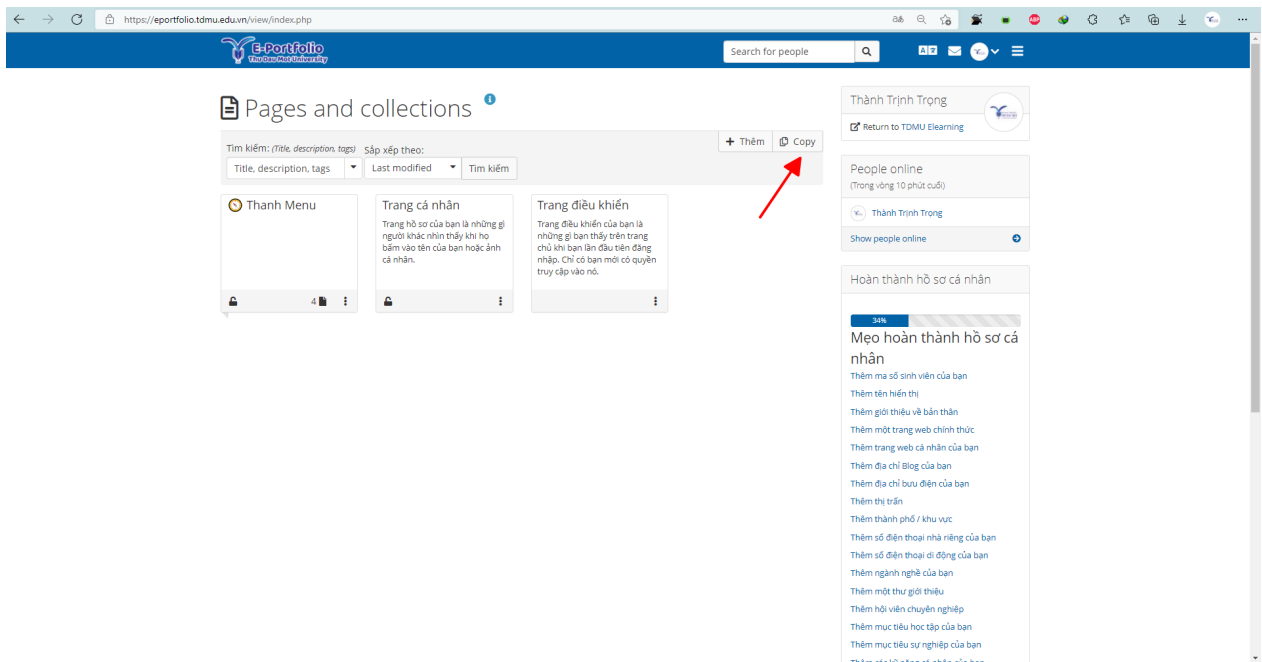 https://eportfolio.tdmu.edu.vn/view/index.php
E-Portfolio
Thu Dau Mot University
Search for people
Pages and collections
Tìm kiếm: (Title, description, tags) Sắp xếp theo:
Title, description, tags Last modified Tìm kiếm
Thêm Copy
Thanh Menu
4
Trang cá nhân
Trang hồ sơ của bạn là những gì
người khác nhìn thấy khi họ
bấm vào tên của bạn hoặc ảnh
cá nhân.
Trang điều khiển
Trang điều khiển của bạn là
những gì bạn thấy trên trang
chủ khi bạn lần đầu tiên đăng
nhập. Chỉ có bạn mới có quyền
truy cập vào nó.
Thành Trịnh Trọng
Return to TDMU Elearning
People online
(Trong vòng 10 phút cuối)
Thành Trịnh Trọng
Show people online
Hoàn thành hồ sơ cá nhân
34%
Mẹo hoàn thành hồ sơ cá
nhân
Thêm mã số sinh viên của bạn
Thêm tên hiển thị
Thêm giới thiệu về bản thân
Thêm một trang web chính thức
Thêm trang web cá nhân của bạn
Thêm địa chỉ Blog của bạn
Thêm địa chỉ bưu điện của bạn
Thêm thị trấn
Thêm thành phố / khu vực
Thêm số điện thoại nhà riêng của bạn
Thêm số điện thoại di động của bạn
Thêm ngành nghề của bạn
Thêm một thư giới thiệu
Thêm hội viên chuyên nghiệp
Thêm mục tiêu học tập của bạn
Thêm mục tiêu sự nghiệp của bạn